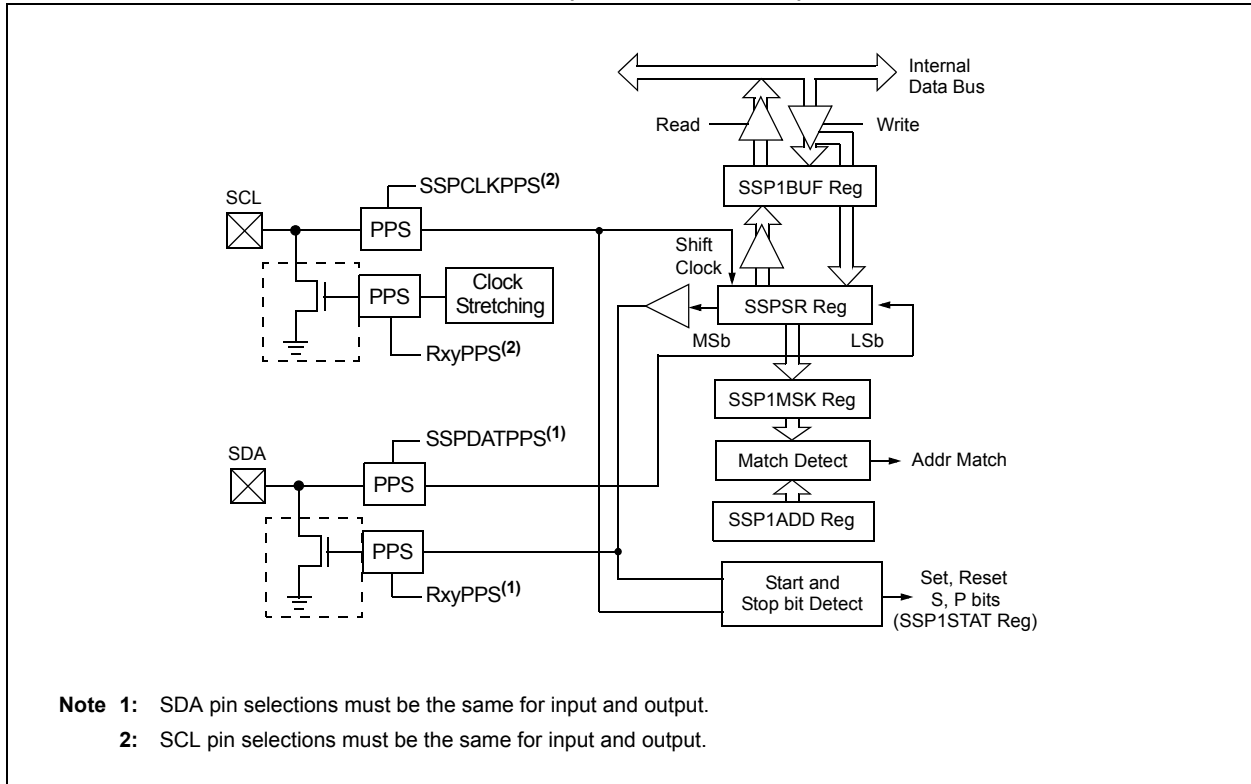 Internal
Data Bus
Read
Write
SSP1BUF Reg
SSPCLKPPS(2)
SCL
PPS
Shift
Clock
PPS
Clock
Stretching
SSPSR Reg
MSb
LSb
RxyPPS(2)
SSP1MSK Reg
SSPDATPPS(1)
SDA
Match Detect
Addr Match
PPS
SSP1ADD Reg
PPS
Start and
Stop bit Detect
Set, Reset
S, P bits
(SSP1STAT Reg)
RxyPPS(1)
Note 1: SDA pin selections must be the same for input and output.
2: SCL pin selections must be the same for input and output.